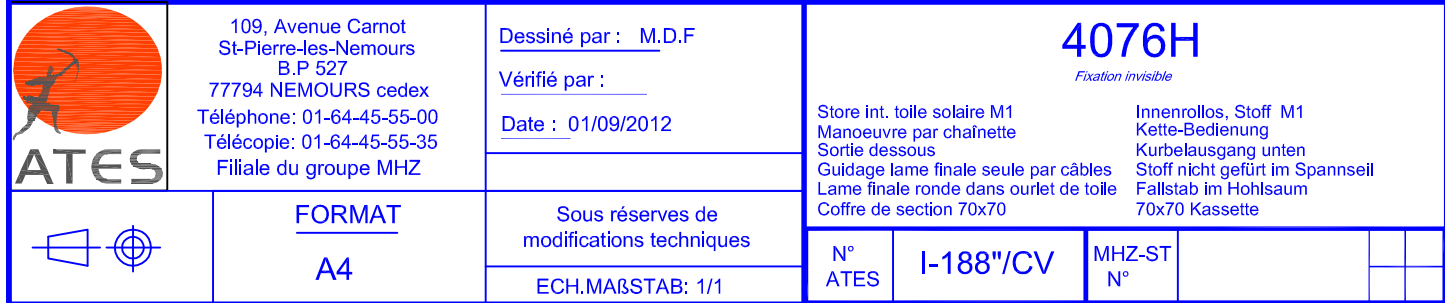 ATES
109, Avenue Carnot
St-Pierre-les-Nemours
B.P 527
77794 NEMOURS cedex
Téléphone: 01-64-45-55-00
Télécopie: 01-64-45-55-35
Filiale du groupe MHZ
FORMAT
A4
Dessiné par : M.D.F
Vérifié par :
Date : 01/09/2012
Sous réserves de
modifications techniques
ECH.MAßSTAB: 1/1
4076H
Fixation invisible
Store int. toile solaire M1
Manoeuvre par chaînette
Sortie dessous
Guidage lame finale seule par câbles
Lame finale ronde dans ourlet de toile
Coffre de section 70x70
Innenrollos, Stoff M1
Kette-Bedienung
Kurbelausgang unten
Stoff nicht gefürt im Spannseil
Fallstab im Hohlsaum
70x70 Kassette
N°
ATES
I-188"/CV
MHZ-ST
N°